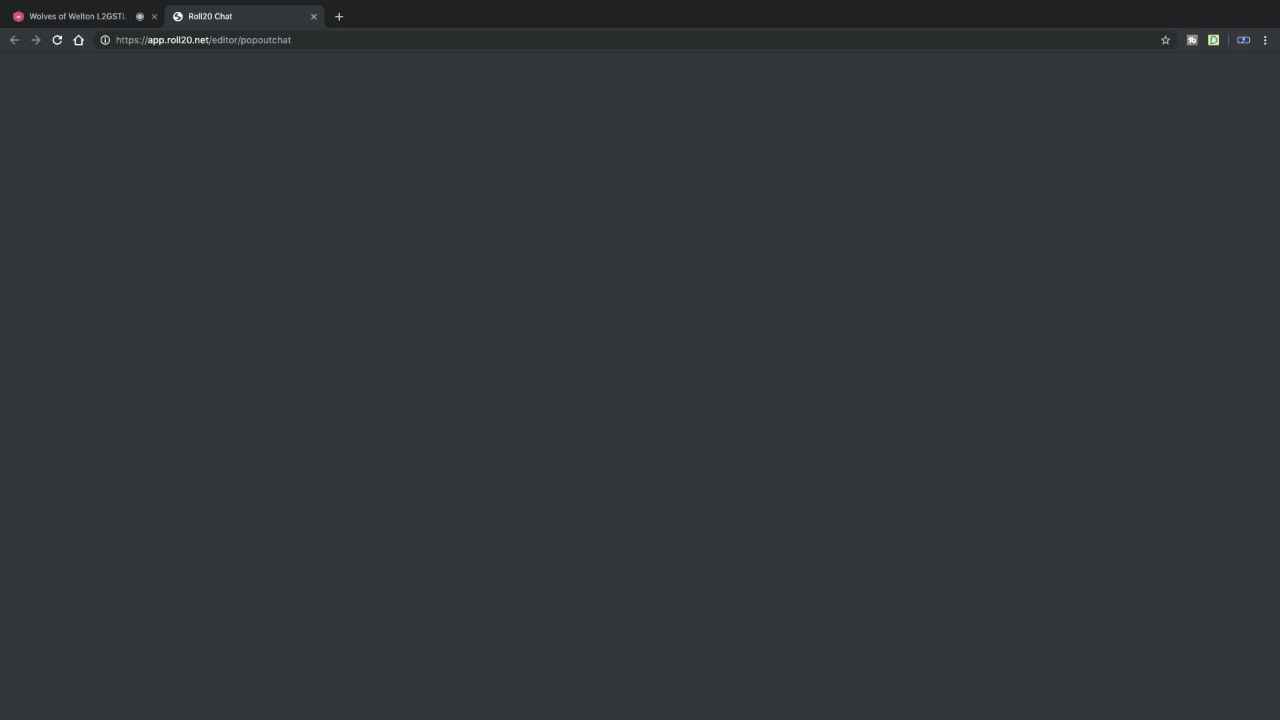 Wolves of Welton L2GSTL
Roll20 Chat
https://app.roll20.net/editor/popoutchat